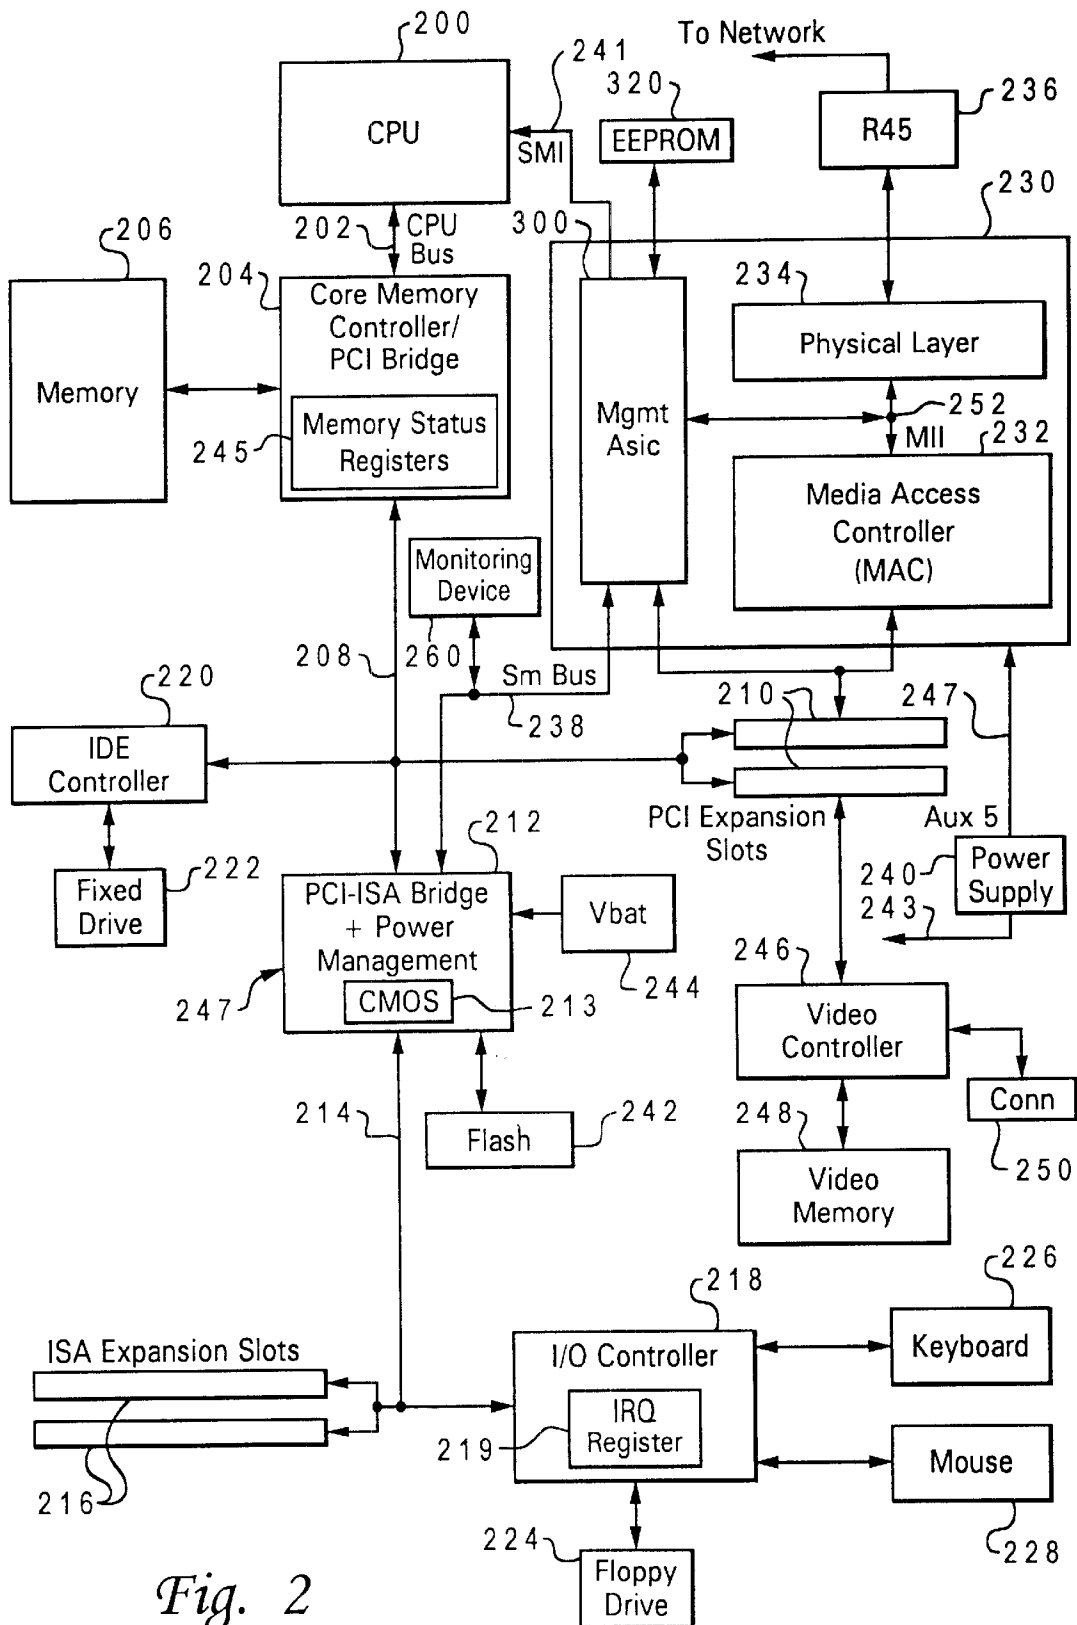 200
To Network
241
320
236
CPU
R45
EEPROM
SMI
230
300
CPU
Bus
202
206
204
234
Core Memory
Controller/
PCI Bridge
Physical Layer
Memory
Mgmt
Asic
252
MII
232
245
Memory Status
Registers
Media Access
Controller
(MAC)
Monitoring
Device
208
260
Sm Bus
220
210
247
238
IDE
Controller
PCI Expansion
Slots
Aux 5
212
222
240
Power
Supply
Fixed
Drive
PCI-ISA Bridge
+ Power
Management
Vbat
243
246
247
CMOS
213
244
Video
Controller
214
Conn
Flash
242
248
250
Video
Memory
218
226
ISA Expansion Slots
I/O Controller
Keyboard
IRQ
Register
219
Mouse
216
224
228
Floppy
Drive
Fig. 2